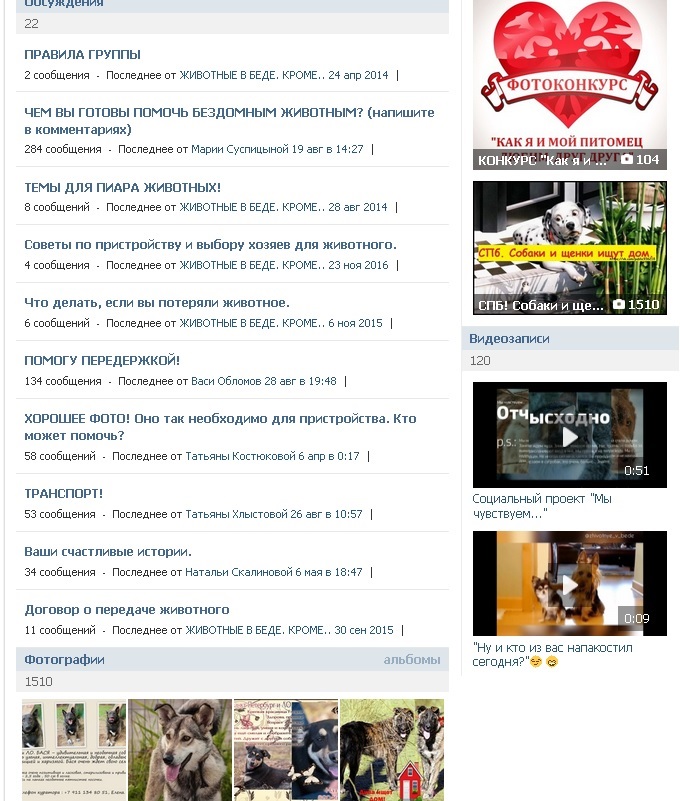 Обсуждения
22
ПРАВИЛА ГРУППЫ
2 сообщения - Последнее от ЖИВОТНЫЕ В БЕДЕ. КРОМЕ.. 24 апр 2014 |
ЧЕМ ВЫ ГОТОВЫ ПОМОЧЬ БЕЗДОМНЫМ ЖИВОТНЫМ? (напишите
в комментариях)
284 сообщения - Последнее от Марии Суспицыной 19 авг в 14:27 |
ТЕМЫ ДЛЯ ПИАРА ЖИВОТНЫХ!
8 сообщений - Последнее от ЖИВОТНЫЕ В БЕДЕ. КРОМЕ.. 28 авг 2014 |
Советы по пристройству и выбору хозяев для животного.
4 сообщения - Последнее от ЖИВОТНЫЕ В БЕДЕ. КРОМЕ.. 23 ноя 2016 |
Что делать, если вы потеряли животное.
6 сообщений - Последнее от ЖИВОТНЫЕ В БЕДЕ. КРОМЕ.. 6 ноя 2015 |
ПОМОГУ ПЕРЕДЕРЖКОЙ!
134 сообщения - Последнее от Васи Обломов 28 авг в 19:48 |
ХОРОШЕЕ ФОТО! Оно так необходимо для пристройства. Кто
может помочь?
58 сообщений - Последнее от Татьяны Костюковой 6 апр в 0:17 |
ТРАНСПОРТ!
53 сообщения - Последнее от Татьяны Хлыстовой 26 авг в 10:57 |
Ваши счастливые истории.
34 сообщения - Последнее от Натальи Скалиновой 6 мая в 18:47 |
Договор о передаче животного
11 сообщений - Последнее от ЖИВОТНЫЕ В БЕДЕ. КРОМЕ.. 30 сен 2015 |
Фотографии альбомы
1510
ФОТОКОНКУРС
"КАК Я И МОЙ ПИТОМЕЦ
КОНКУРС "Как я и ... 104
СПб. Собаки и щенки ищут дом.
СПБ! Собаки и ще... 1510
Видеозаписи
120
Отчысходно
p.s.:
0:51
Социальный проект "Мы
чувствуем..."
0:09
"Ну и кто из вас напакостил
сегодня?"😏😄